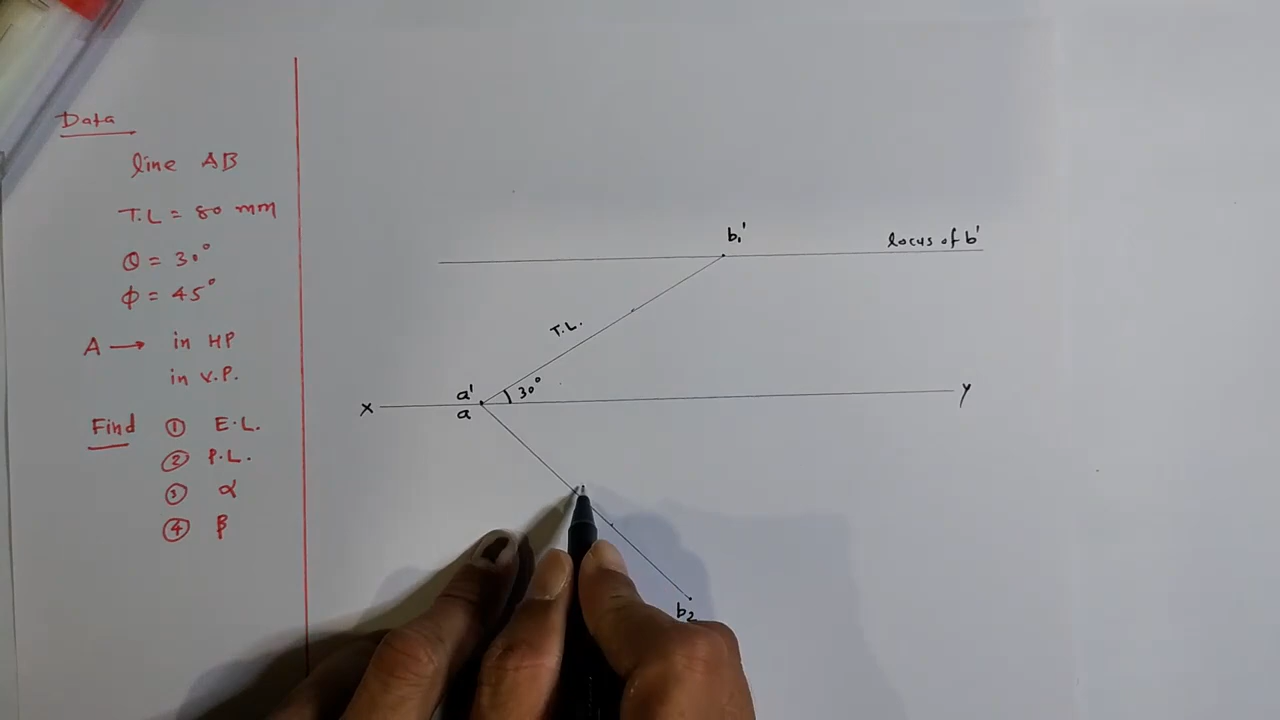 Data
line AB
T.L = 80 mm
θ = 30°
ϕ = 45°
A → in HP
in V.P.
Find ① E.L.
② P.L.
③ α
④ β
b₁'
locus of b'
T.L.
30°
a'
a
X
Y
b₂